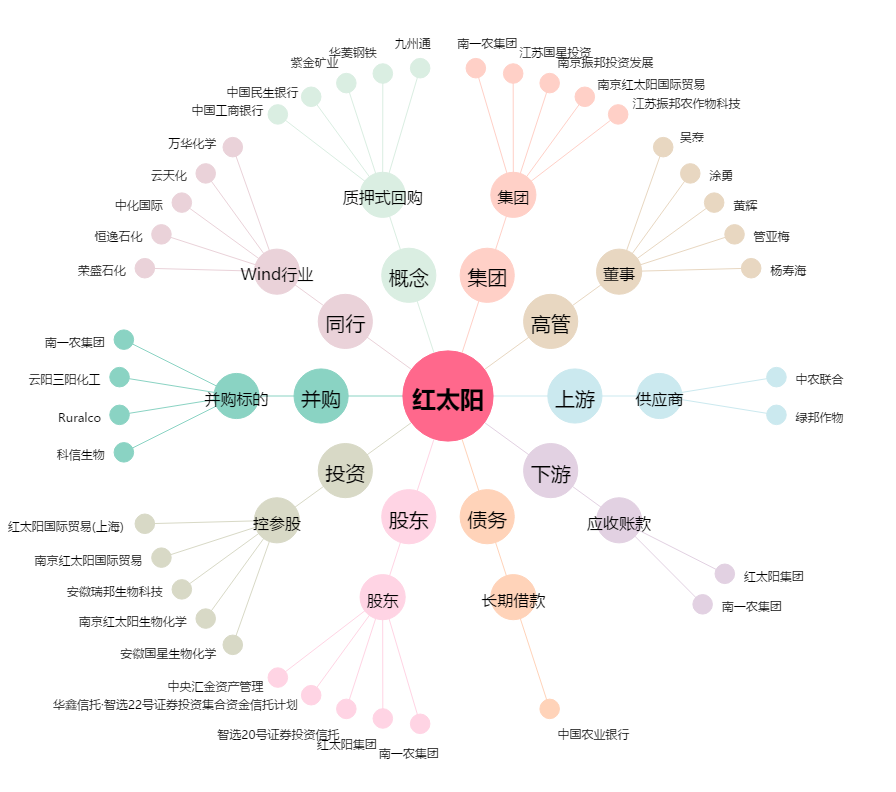 九州通
华菱钢铁
紫金矿业
中国民生银行
中国工商银行
质押式回购
概念
南一农集团
江苏国星投资
南京振邦投资发展
南京红太阳国际贸易
江苏振邦农作物科技
集团
集团
吴焘
涂勇
黄辉
管亚梅
杨寿海
董事
高管
万华化学
云天化
中化国际
恒逸石化
荣盛石化
Wind行业
同行
南一农集团
云阳三阳化工
Ruralco
科信生物
并购标的
并购
红太阳
上游
供应商
中农联合
绿邦作物
投资
控参股
红太阳国际贸易(上海)
南京红太阳国际贸易
安徽瑞邦生物科技
南京红太阳生物化学
安徽国星生物化学
股东
股东
中央汇金资产管理
华鑫信托·智选22号证券投资集合资金信托计划
智选20号证券投资信托
红太阳集团
南一农集团
债务
长期借款
中国农业银行
下游
应收账款
红太阳集团
南一农集团